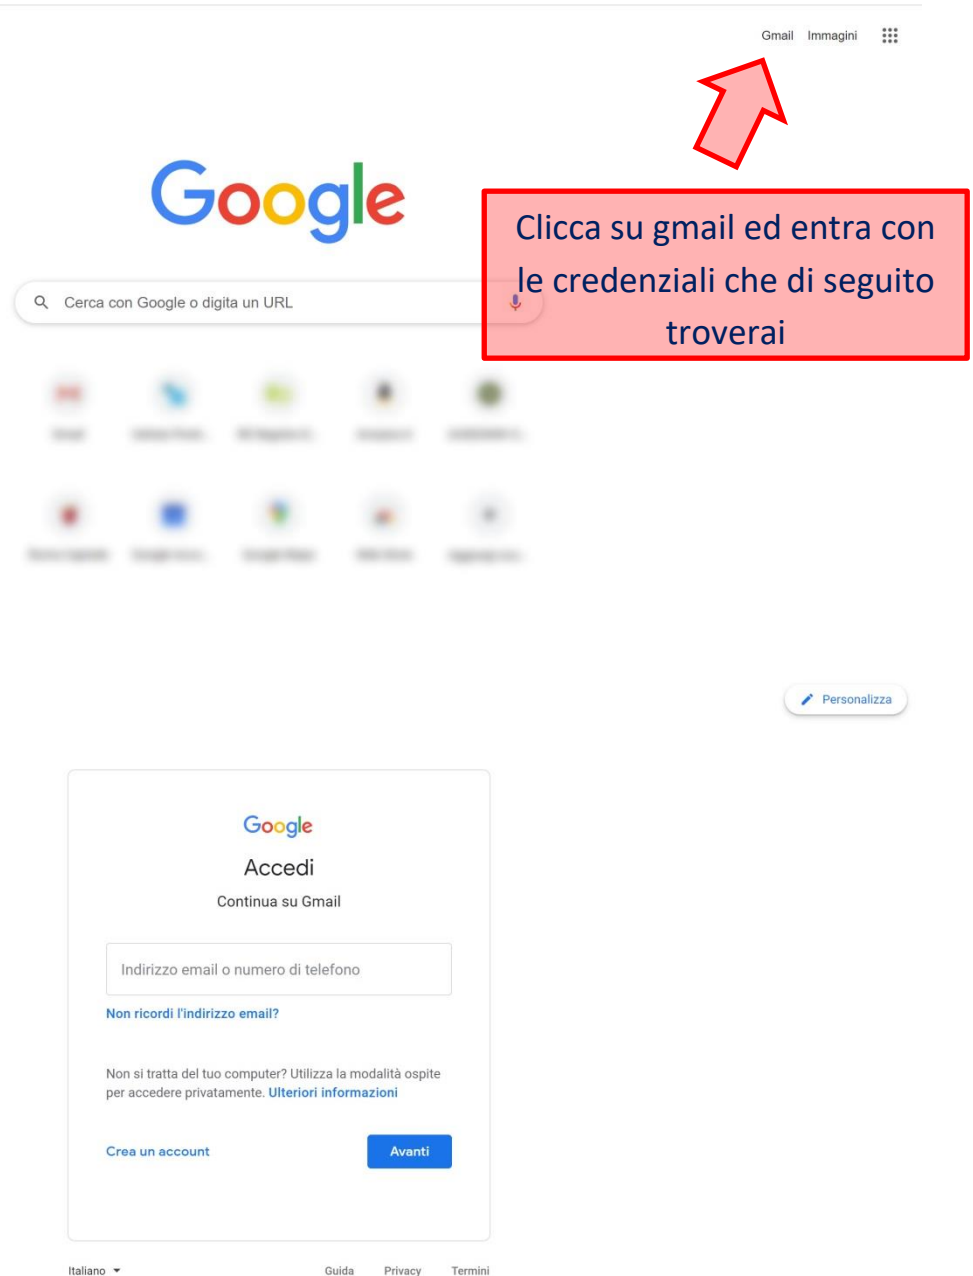 Gmail Immagini
Google
Clicca su gmail ed entra con
le credenziali che di seguito
troverai
Cerca con Google o digita un URL
Personalizza
Google
Accedi
Continua su Gmail
Indirizzo email o numero di telefono
Non ricordi l'indirizzo email?
Non si tratta del tuo computer? Utilizza la modalità ospite
per accedere privatamente. Ulteriori informazioni
Crea un account Avanti
Italiano Guida Privacy Termini